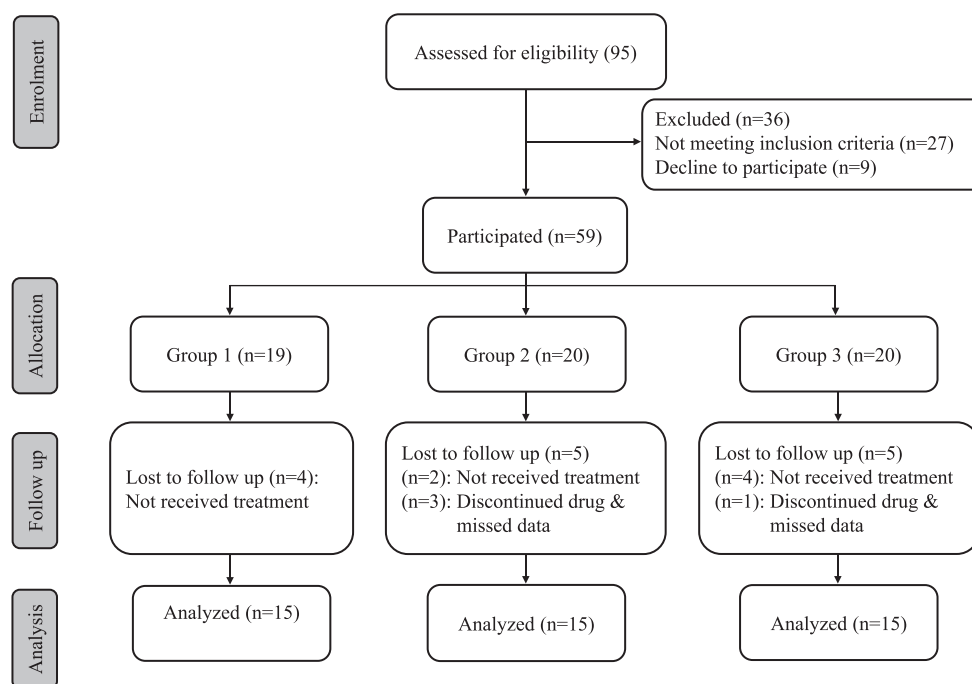 Enrolment
Assessed for eligibility (95)
Excluded (n=36)
Not meeting inclusion criteria (n=27)
Decline to participate (n=9)
Participated (n=59)
Allocation
Group 1 (n=19)
Group 2 (n=20)
Group 3 (n=20)
Follow up
Lost to follow up (n=4):
Not received treatment
Lost to follow up (n=5)
(n=2): Not received treatment
(n=3): Discontinued drug &
missed data
Lost to follow up (n=5)
(n=4): Not received treatment
(n=1): Discontinued drug &
missed data
Analysis
Analyzed (n=15)
Analyzed (n=15)
Analyzed (n=15)